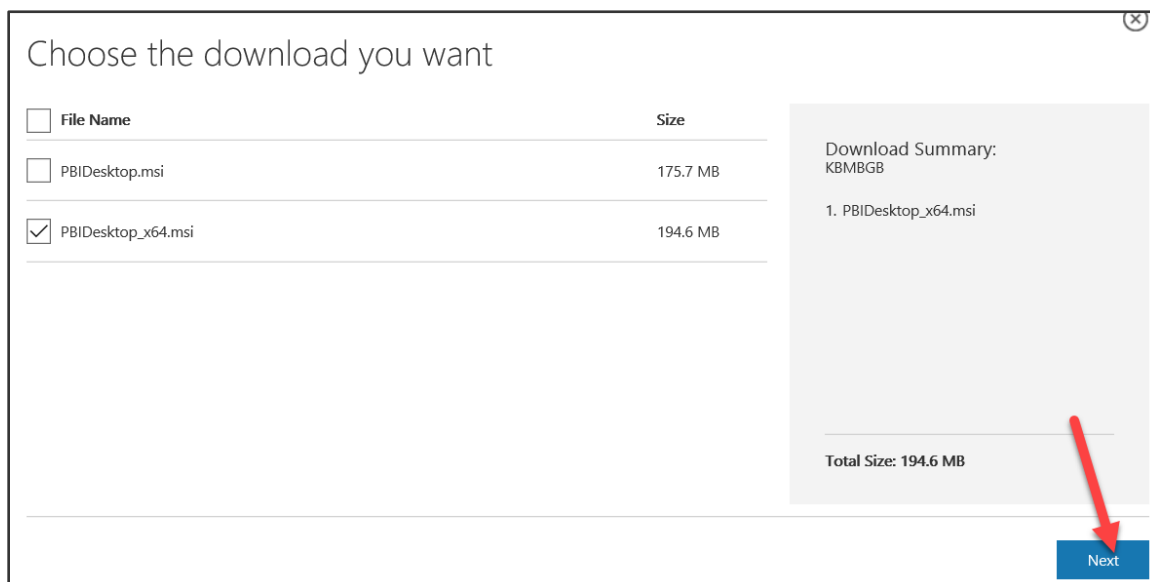 Choose the download you want
File Name Size
PBIDesktop.msi 175.7 MB
PBIDesktop_x64.msi 194.6 MB
Download Summary:
KBMBGB
1. PBIDesktop_x64.msi
Total Size: 194.6 MB
Next